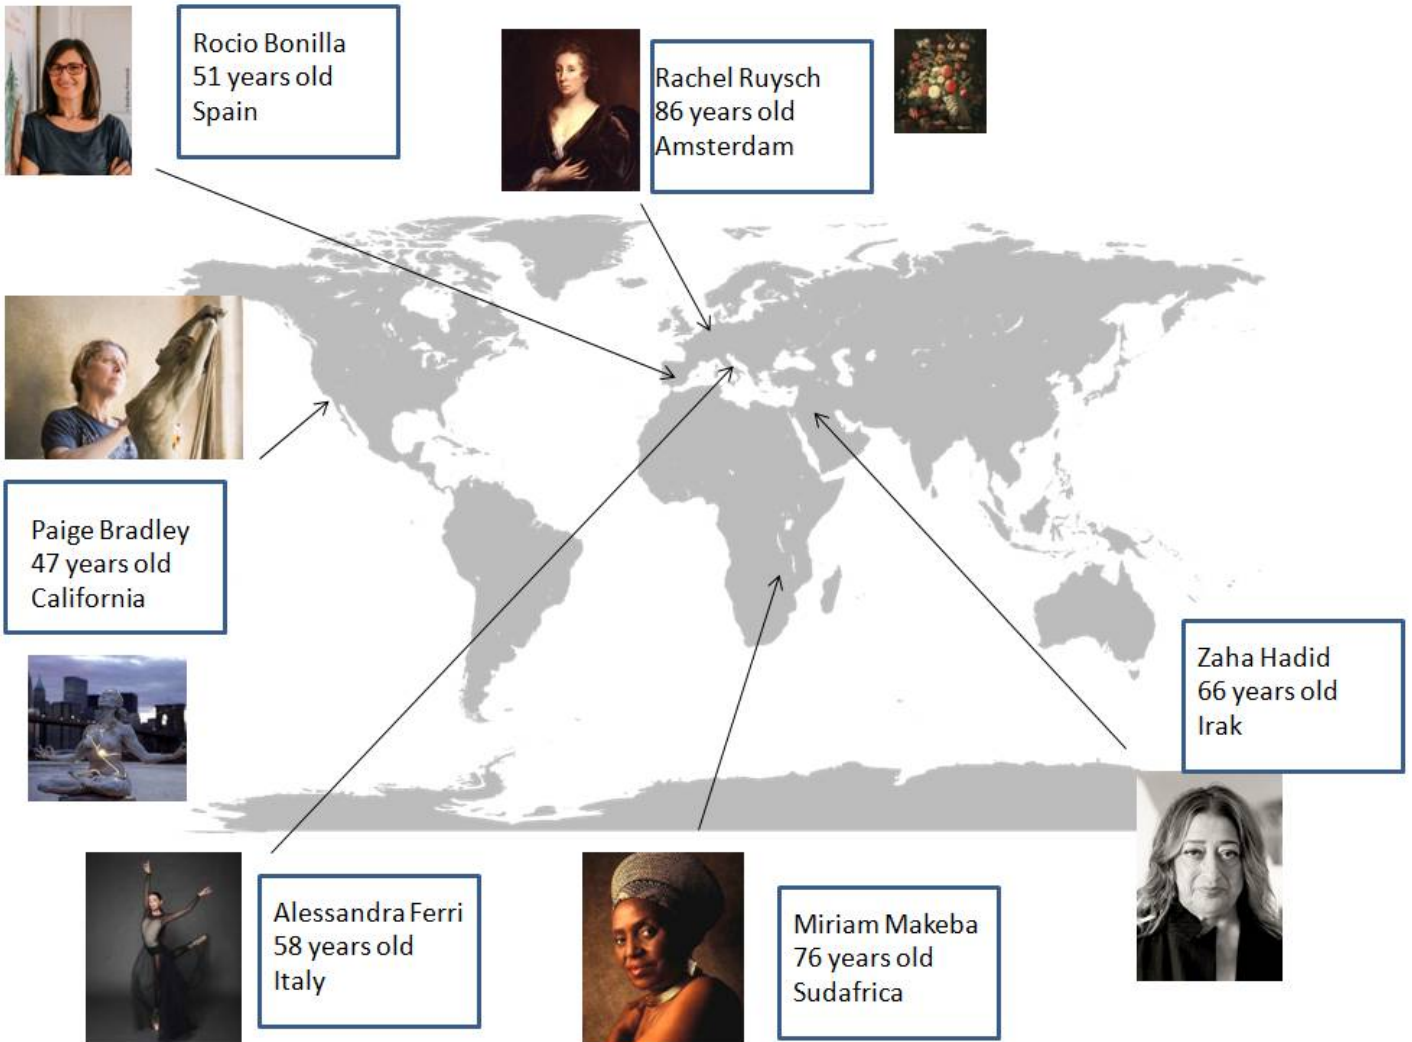 Rocio Bonilla
51 years old
Spain
Rachel Ruysch
86 years old
Amsterdam
Paige Bradley
47 years old
California
Zaha Hadid
66 years old
Irak
Alessandra Ferri
58 years old
Italy
Miriam Makeba
76 years old
Sudafrica